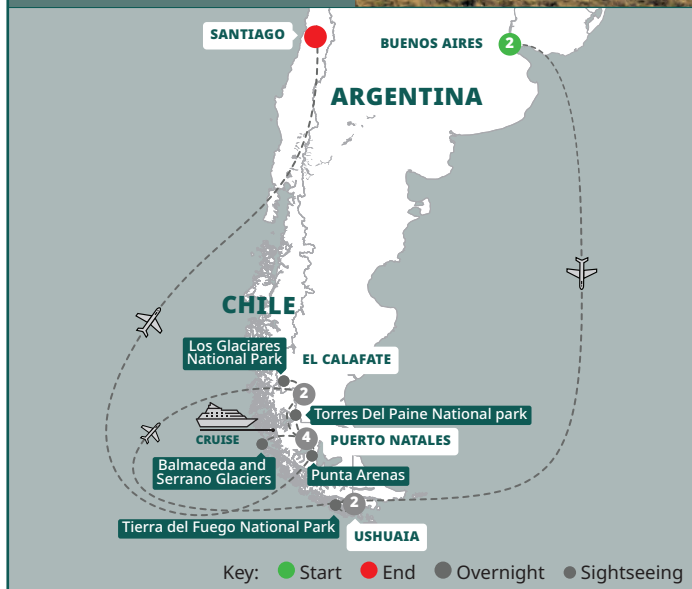 SANTIAGO
BUENOS AIRES
2
ARGENTINA
CHILE
Los Glaciares
National Park
EL CALAFATE
2
Torres Del Paine National park
CRUISE
4
PUERTO NATALES
Balmaceda and
Serrano Glaciers
Punta Arenas
2
Tierra del Fuego National Park
USHUAIA
Key: Start End Overnight Sightseeing